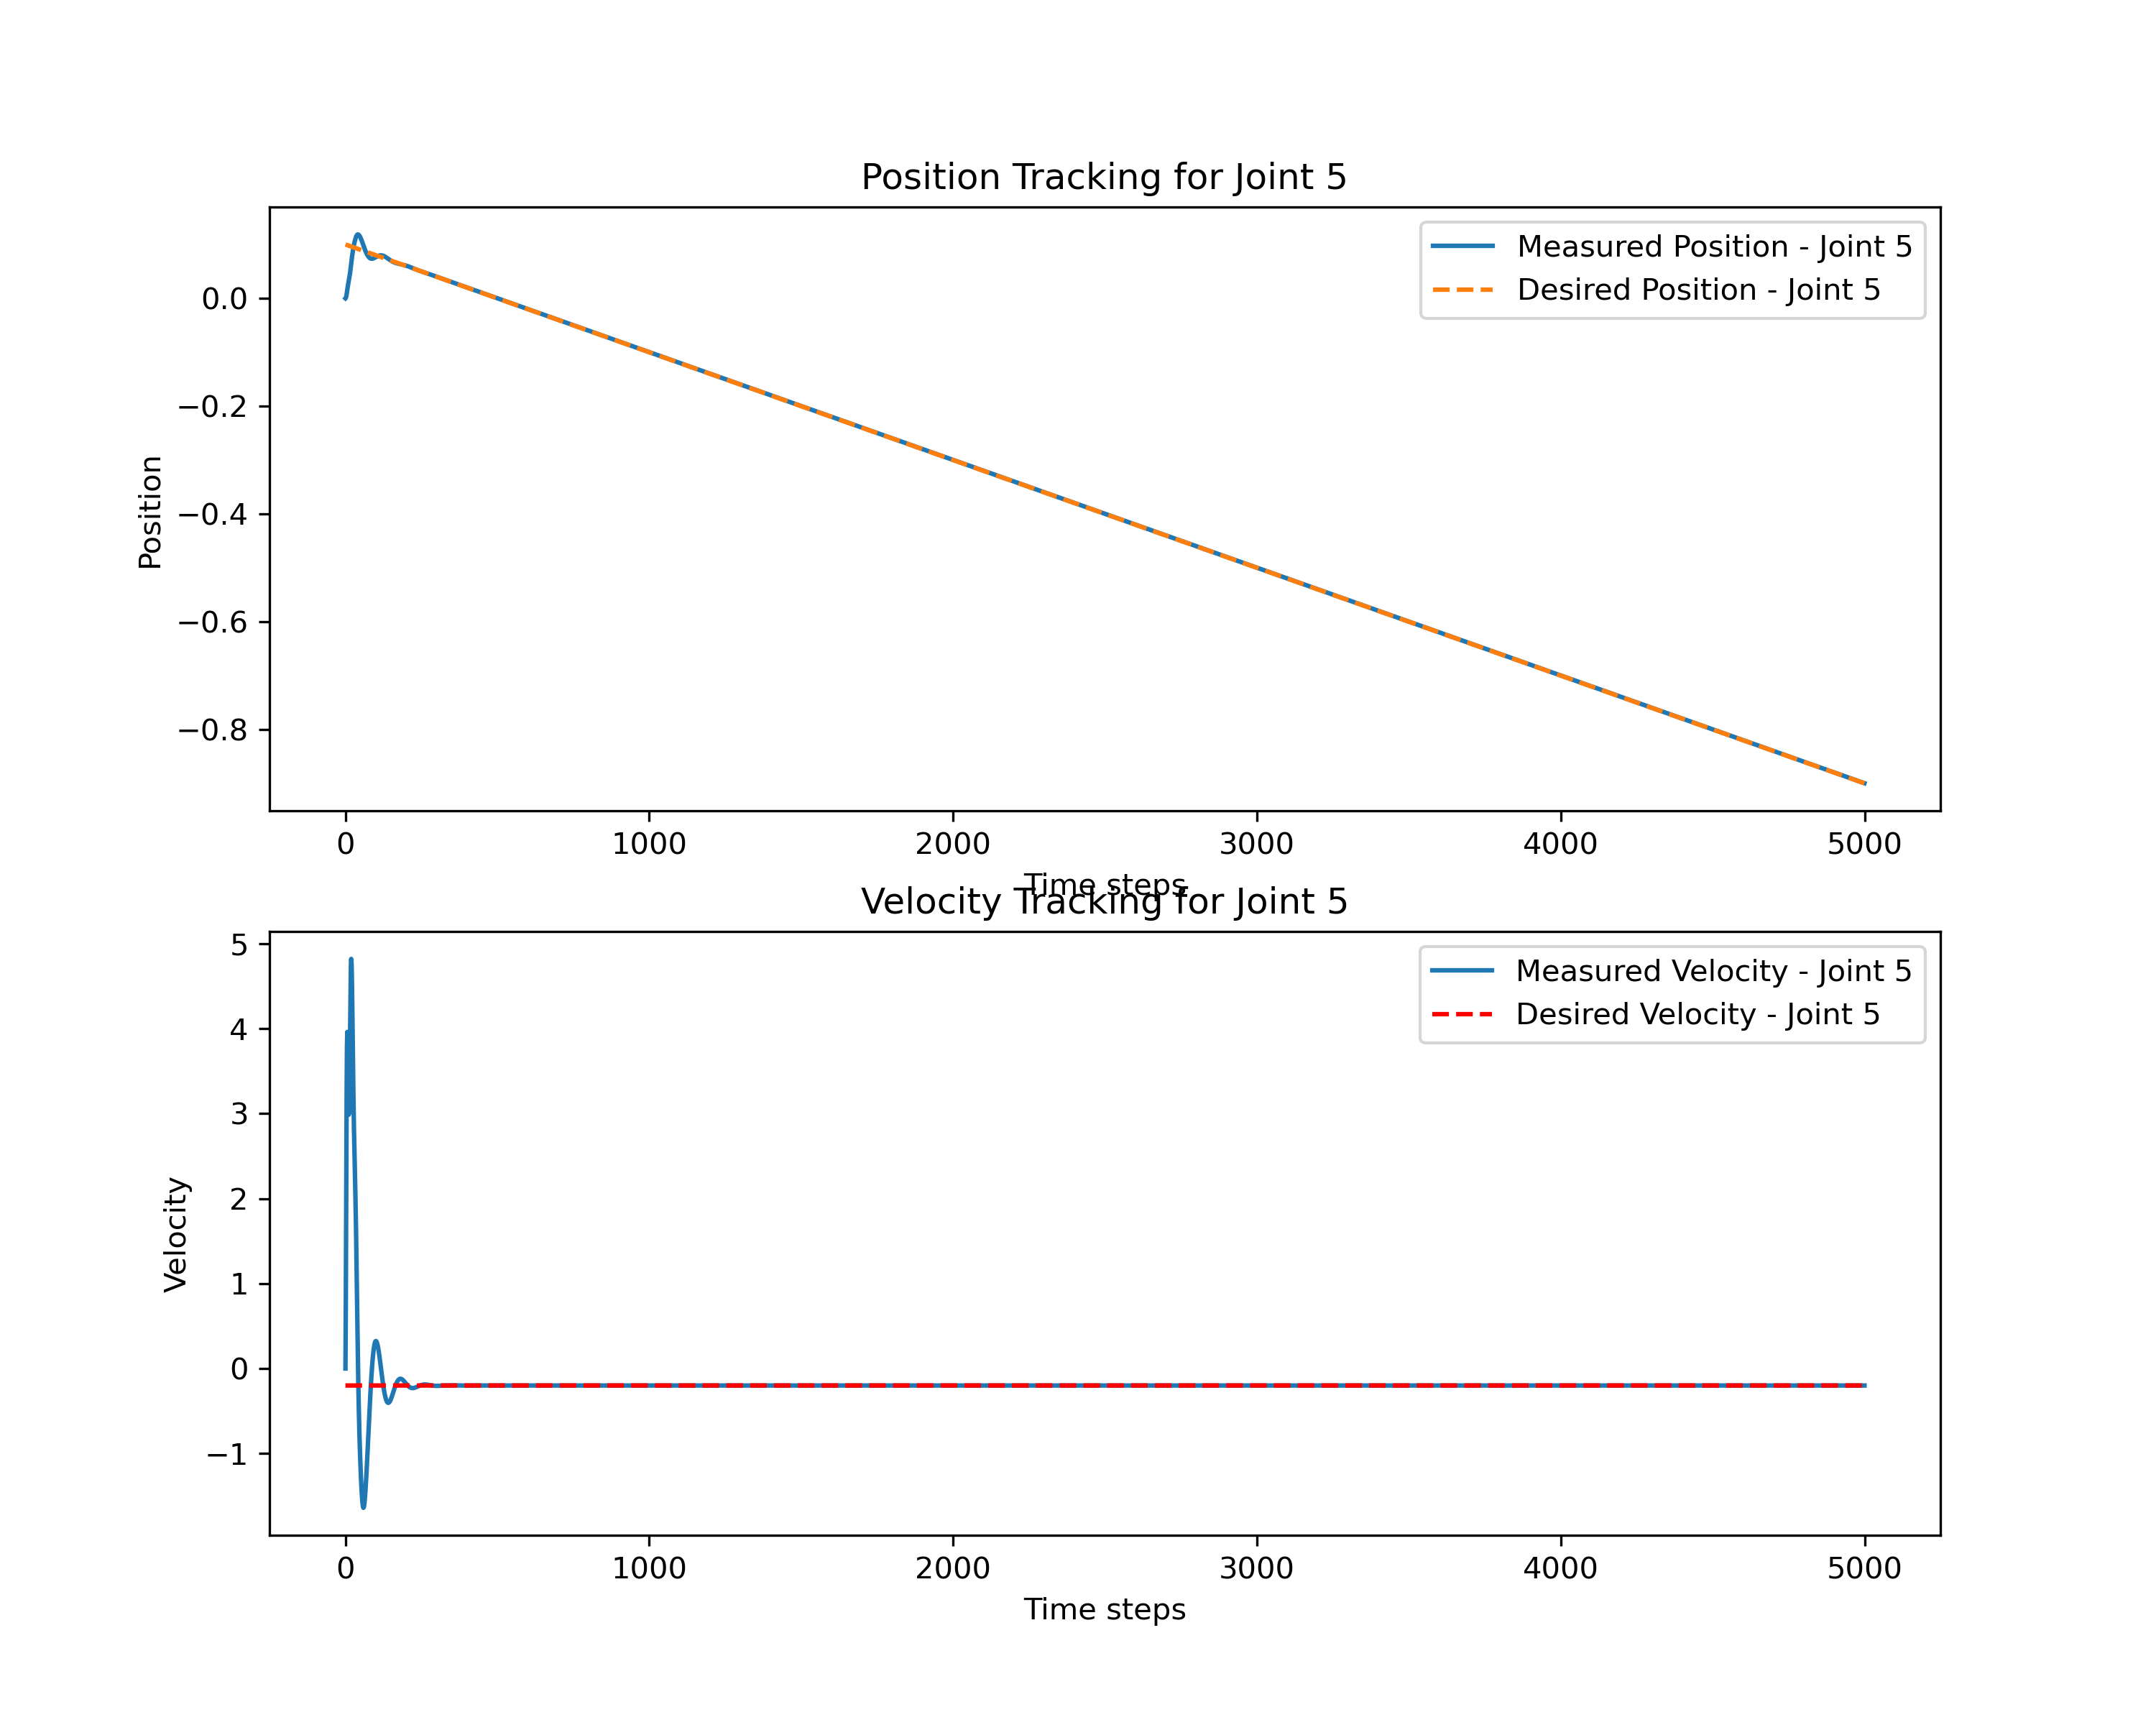 Position Tracking for Joint 5
Measured Position - Joint 5
Desired Position - Joint 5
Position
0.0
−0.2
−0.4
−0.6
−0.8
0 1000 2000 3000 4000 5000
Time steps
Velocity Tracking for Joint 5
Measured Velocity - Joint 5
Desired Velocity - Joint 5
Velocity
5
4
3
2
1
0
−1
0 1000 2000 3000 4000 5000
Time steps